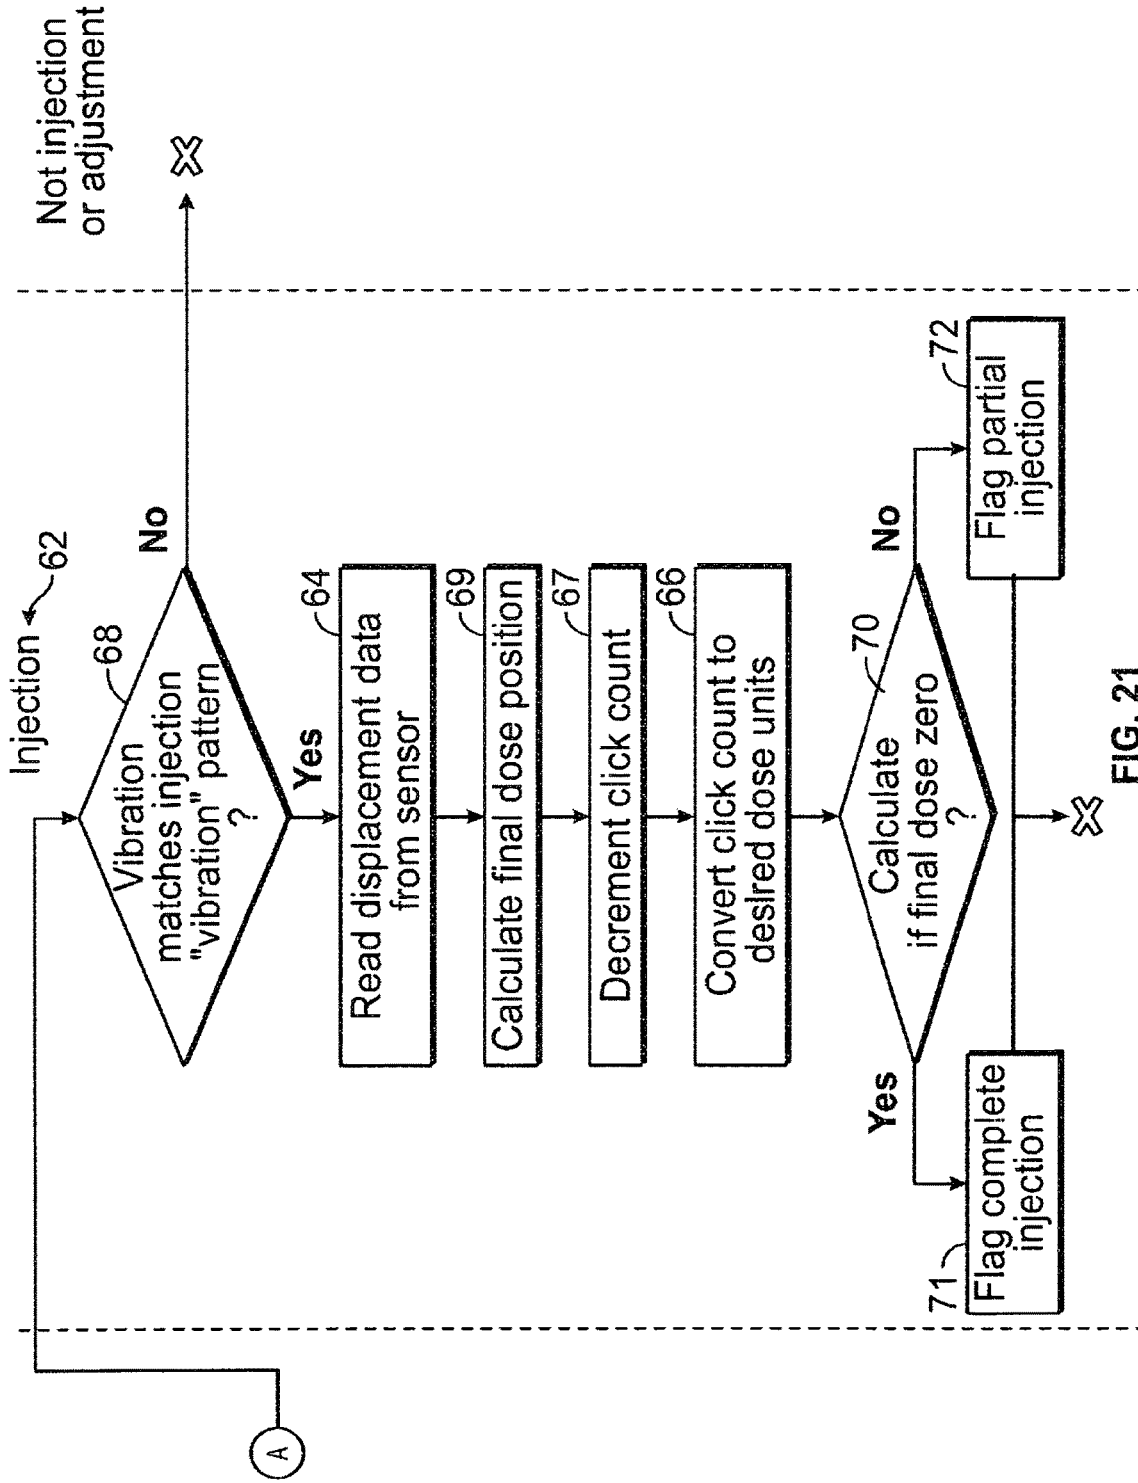 A
Injection
62
Not injection
or adjustment
68
Vibration
matches injection
"vibration" pattern
?
No
Yes
64
Read displacement data
from sensor
69
Calculate final dose position
67
Decrement click count
66
Convert click count to
desired dose units
70
Calculate
if final dose zero
?
Yes
No
71
Flag complete
injection
72
Flag partial
injection
FIG. 21